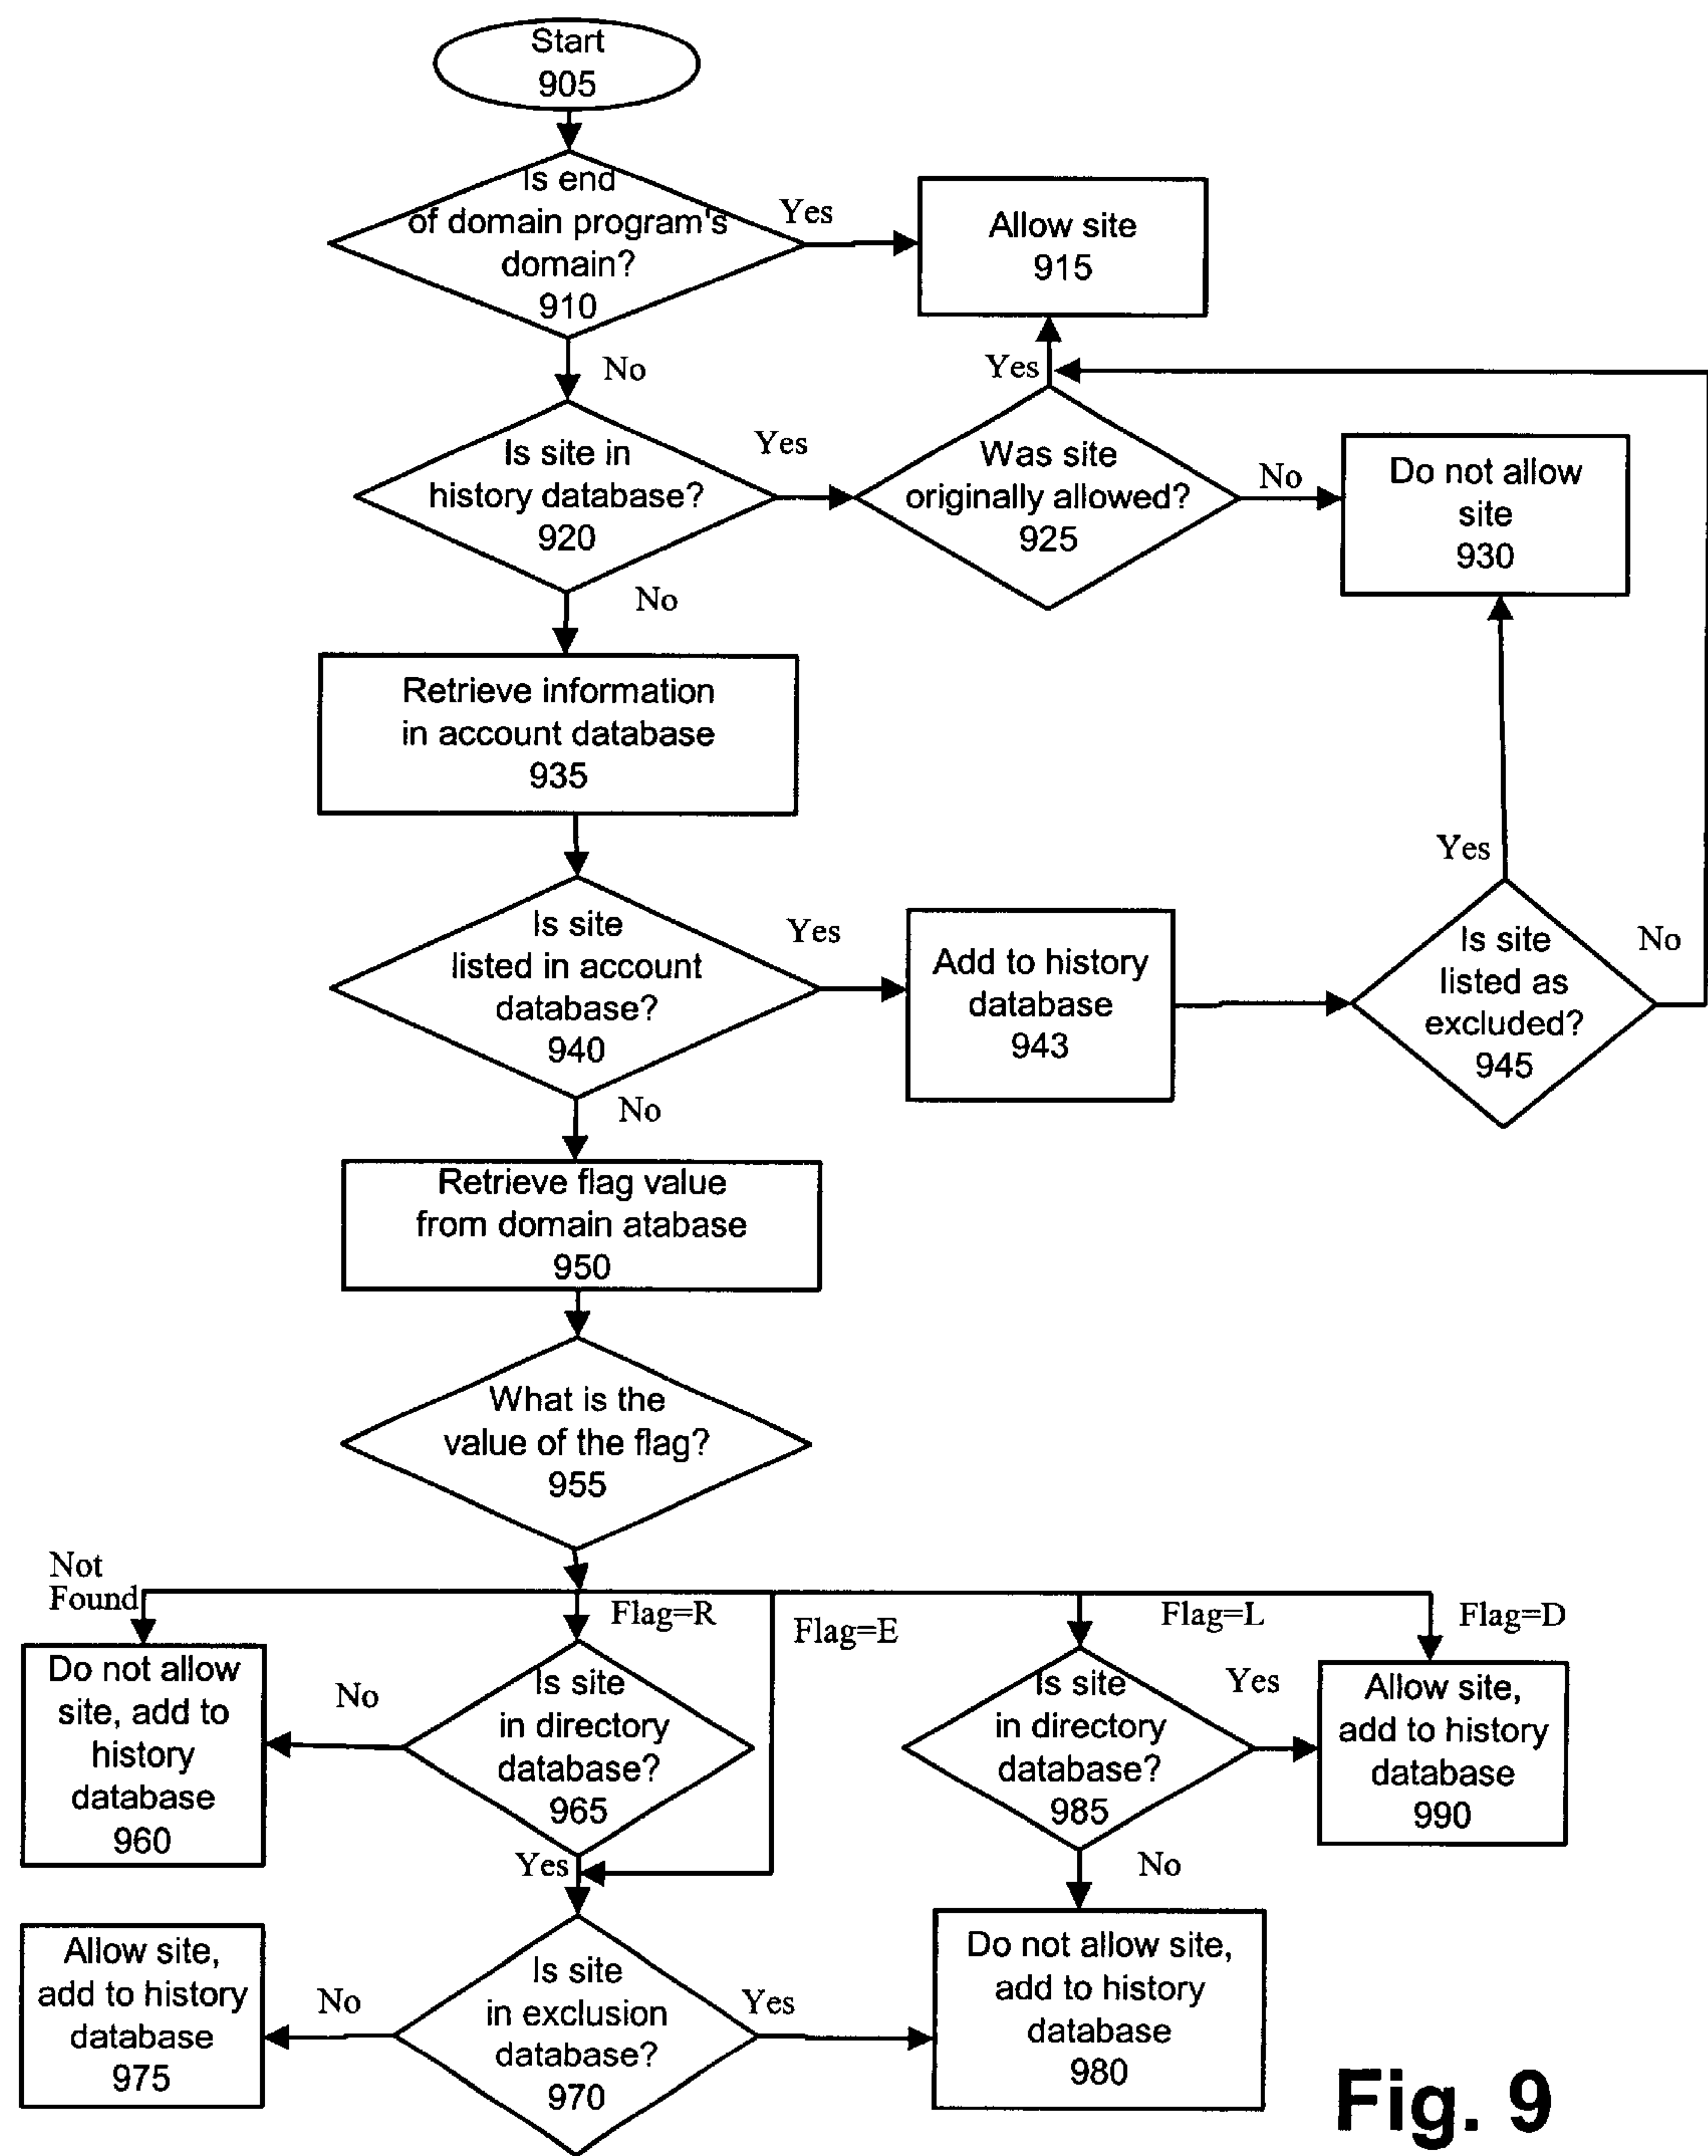 Start
905
Is end
of domain program's
domain?
910
Yes
Allow site
915
No
Yes
Is site in
history database?
920
Yes
Was site
originally allowed?
925
No
Do not allow
site
930
No
Retrieve information
in account database
935
Yes
Is site
listed in account
database?
940
Yes
Add to history
database
943
Is site
listed as
excluded?
945
No
No
Retrieve flag value
from domain atabase
950
What is the
value of the flag?
955
Not
Found
Flag=R
Flag=E
Flag=L
Flag=D
Do not allow
site, add to
history
database
960
No
Is site
in directory
database?
965
Is site
in directory
database?
985
Yes
Allow site,
add to history
database
990
Yes
No
Allow site,
add to history
database
975
No
Is site
in exclusion
database?
970
Yes
Do not allow site,
add to history
database
980
Fig. 9